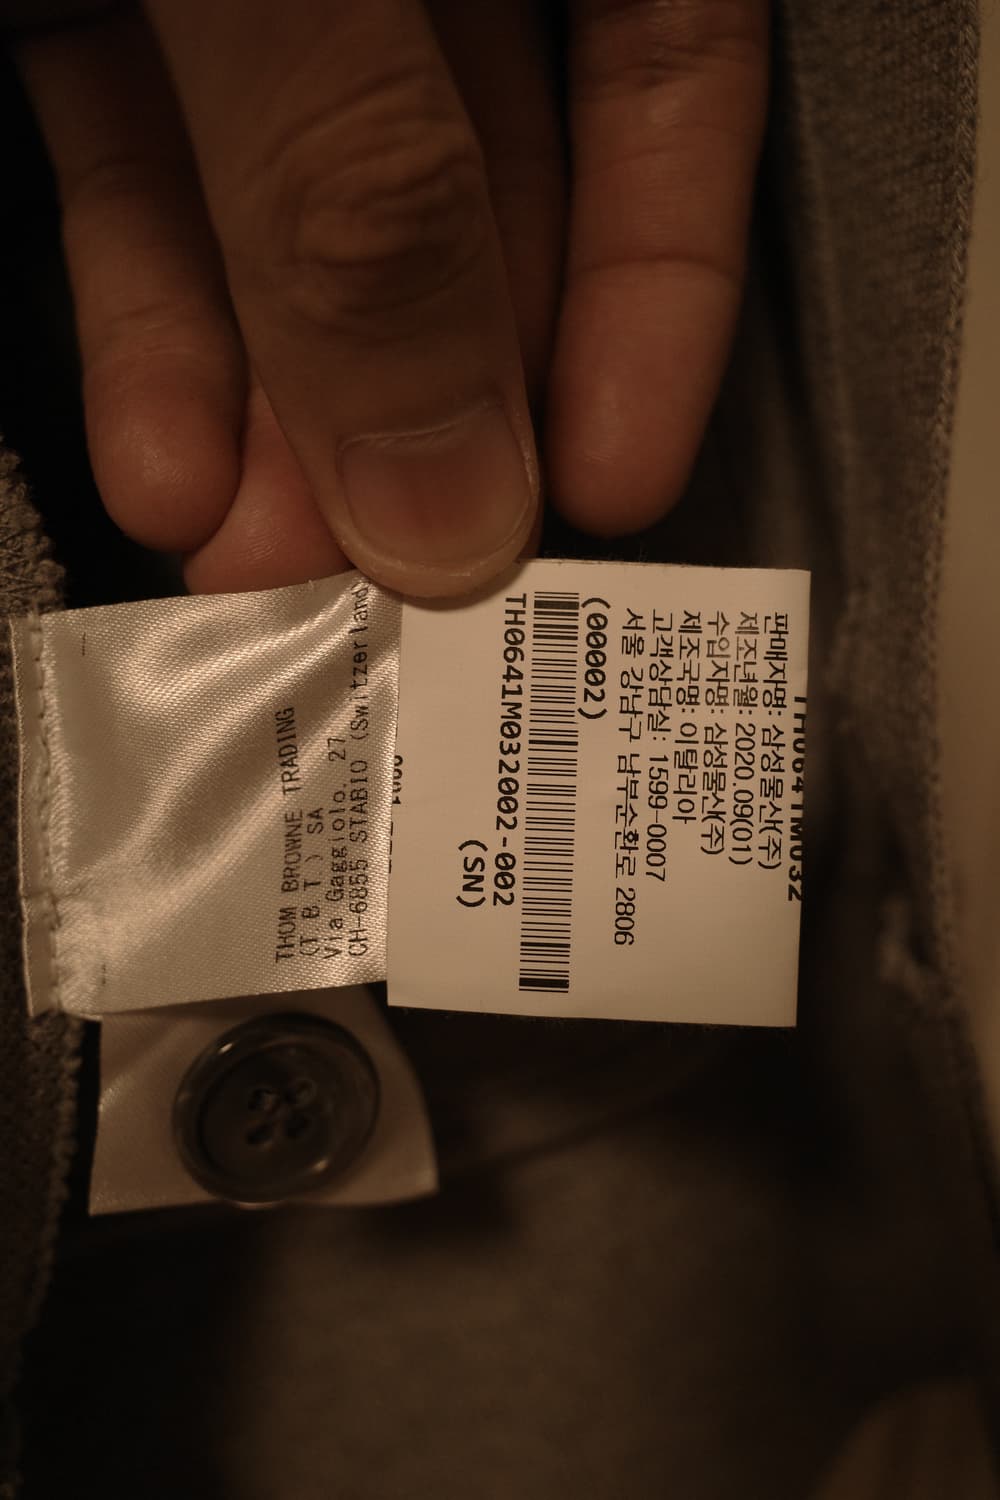 THOM BROWNE TRADING
(T B T) SA
Via Gaggiolo, 27
CH-6855 STABIO (Switzerland)
TH0641M032
판매자명: 삼성물산(주)
제조년월: 2020.09(01)
수입자명: 삼성물산(주)
제조국명: 이탈리아
고객상담실: 1599-0007
서울 강남구 남부순환로 2806
(00002)
TH0641M032002-002
(SN)